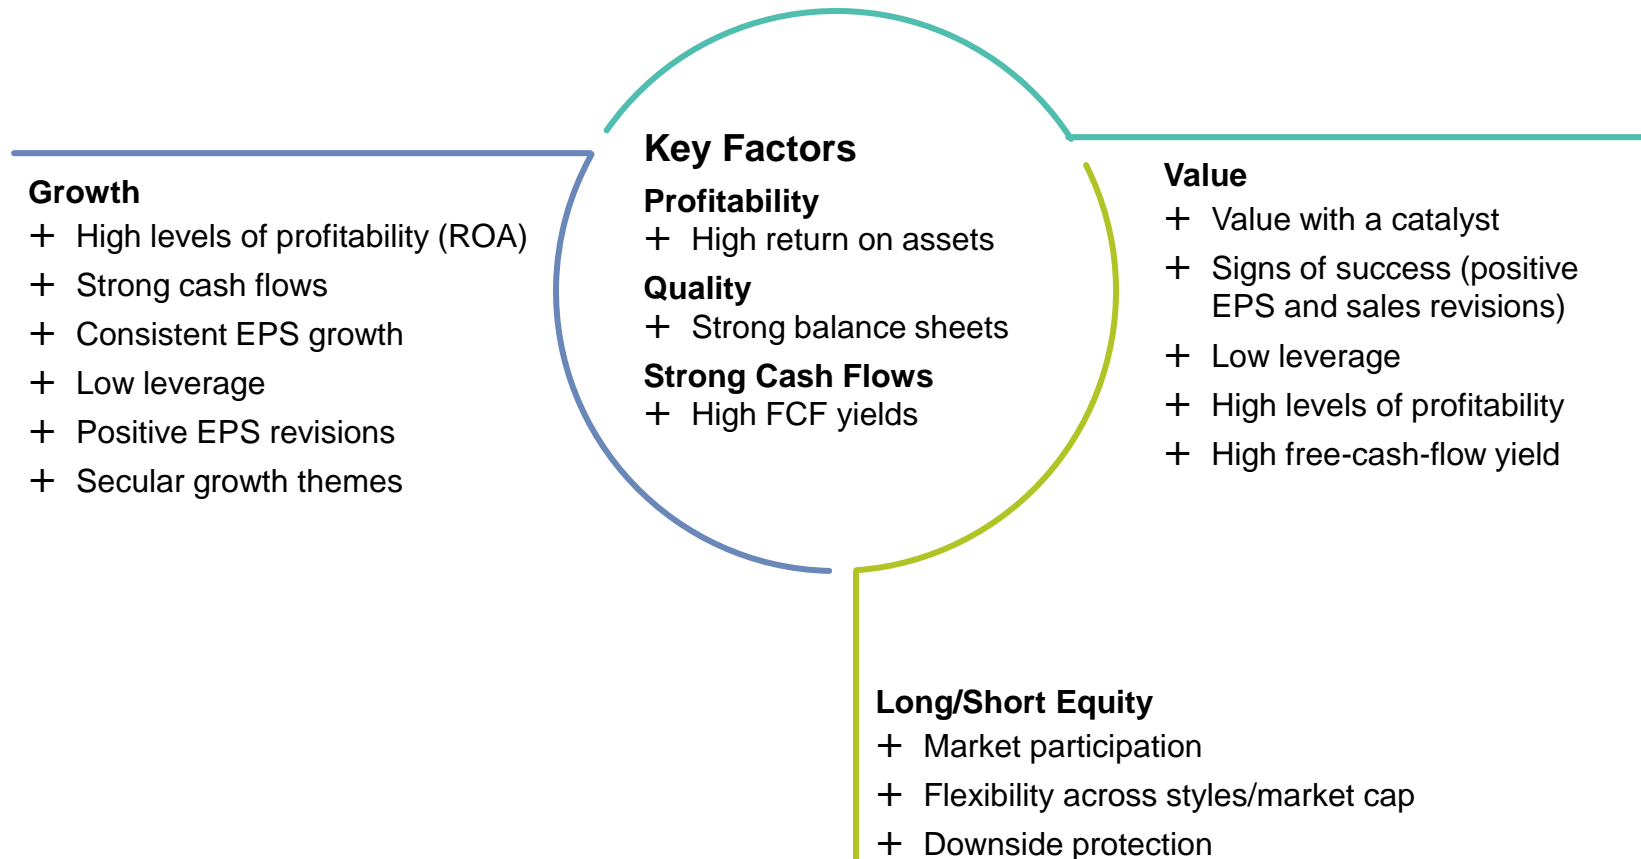 Key Factors
Profitability
+ High return on assets
Quality
+ Strong balance sheets
Strong Cash Flows
+ High FCF yields
Growth
+ High levels of profitability (ROA)
+ Strong cash flows
+ Consistent EPS growth
+ Low leverage
+ Positive EPS revisions
+ Secular growth themes
Value
+ Value with a catalyst
+ Signs of success (positive
EPS and sales revisions)
+ Low leverage
+ High levels of profitability
+ High free-cash-flow yield
Long/Short Equity
+ Market participation
+ Flexibility across styles/market cap
+ Downside protection